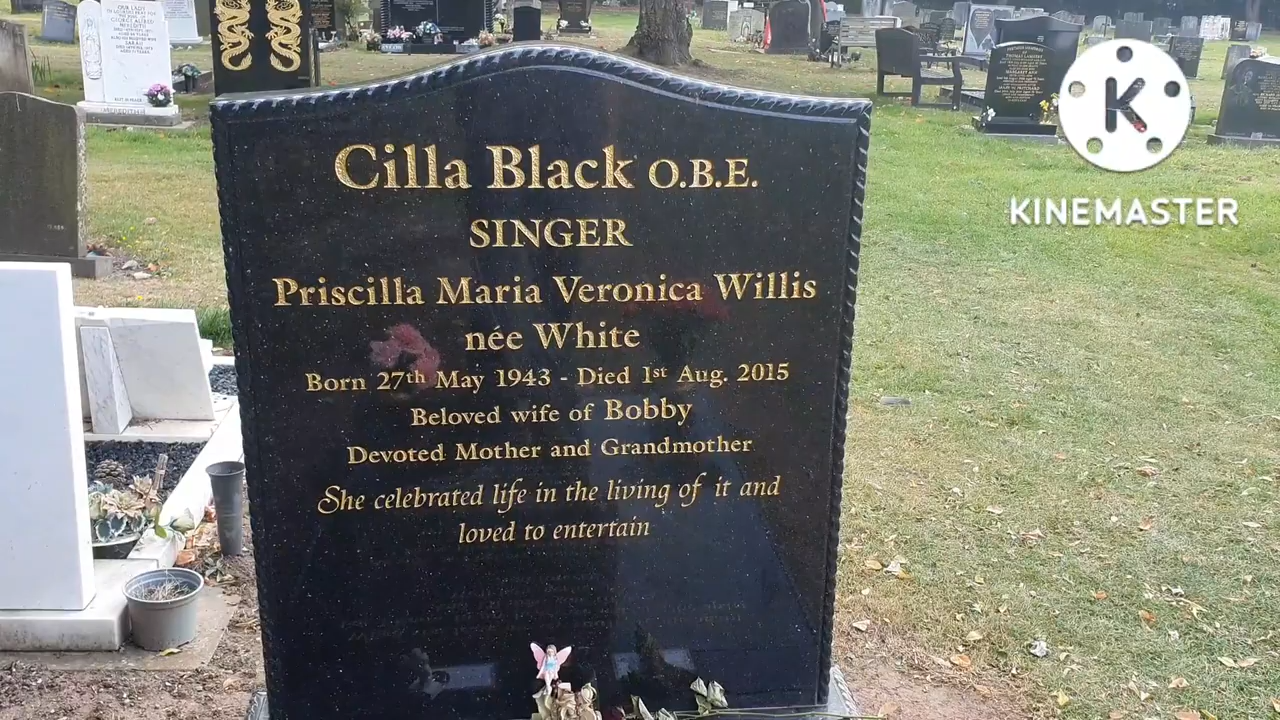 Cilla Black O.B.E.
SINGER
Priscilla Maria Veronica Willis
née White
Born 27th May 1943 - Died 1st Aug. 2015
Beloved wife of Bobby
Devoted Mother and Grandmother
She celebrated life in the living of it and
loved to entertain
K
KINEMASTER